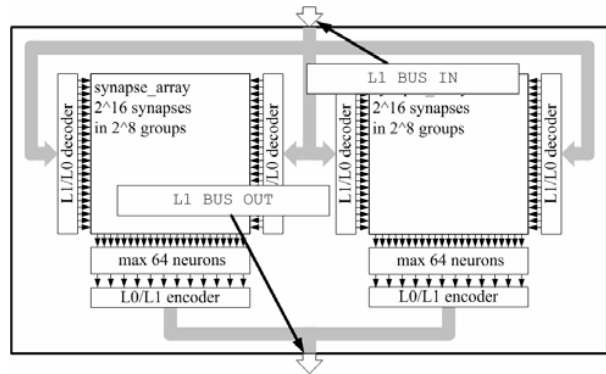 L1 BUS IN
L1/L0 decoder
synapse_array
2^16 synapses
in 2^8 groups
L1/L0 decoder
L1/L0 decoder
2^16 synapses
in 2^8 groups
L1/L0 decoder
L1 BUS OUT
max 64 neurons
max 64 neurons
L0/L1 encoder
L0/L1 encoder